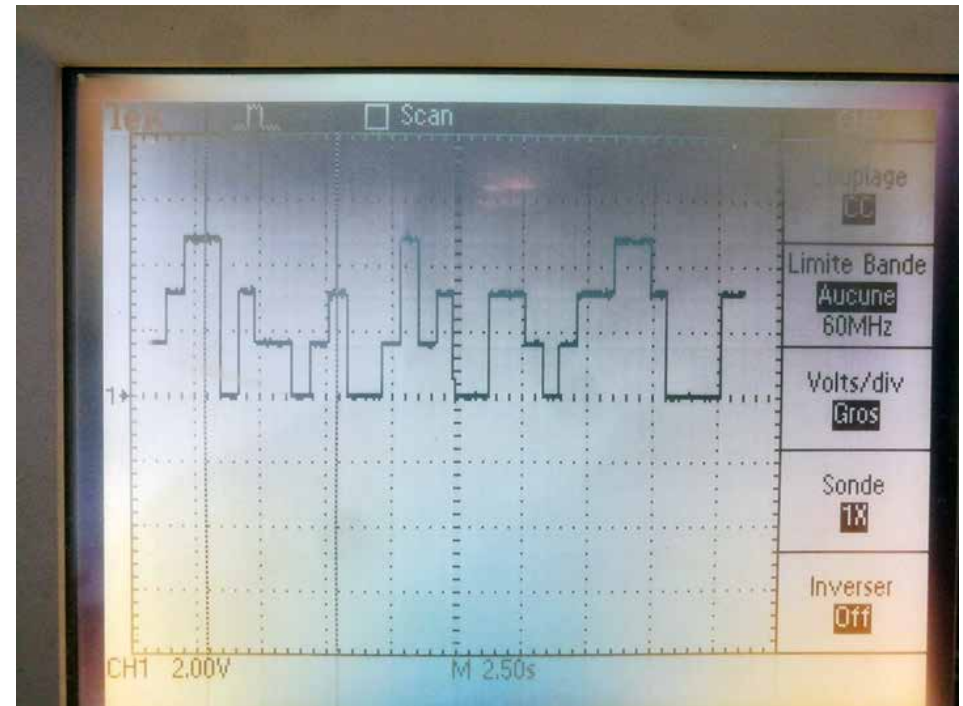 Tek
Scan
Couplage
CC
Limite Bande
Aucune
60MHz
Volts/div
Gros
Sonde
1X
Inverser
Off
1
CH1 2.00V
M 2.50s